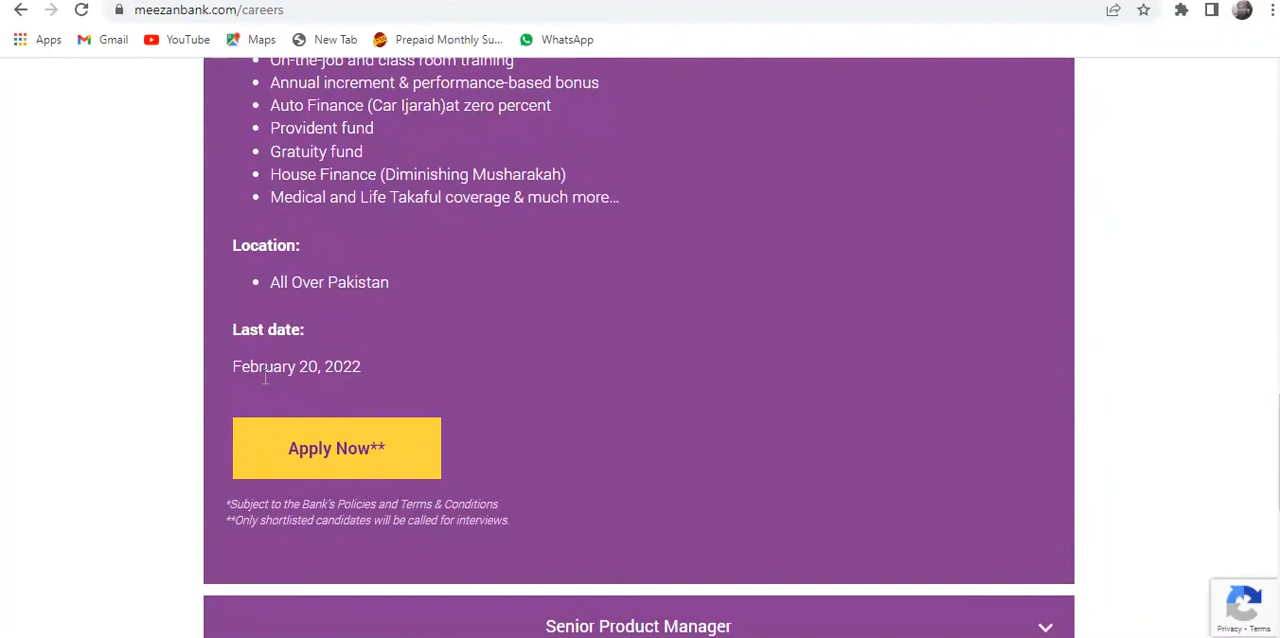 meezanbank.com/careers
Apps Gmail YouTube Maps New Tab Prepaid Monthly Su... WhatsApp
On-the-job and class room training
Annual increment & performance-based bonus
Auto Finance (Car Ijarah)at zero percent
Provident fund
Gratuity fund
House Finance (Diminishing Musharakah)
Medical and Life Takaful coverage & much more...
Location:
All Over Pakistan
Last date:
February 20, 2022
Apply Now**
*Subject to the Bank's Policies and Terms & Conditions
**Only shortlisted candidates will be called for interviews.
Senior Product Manager
Privacy - Terms